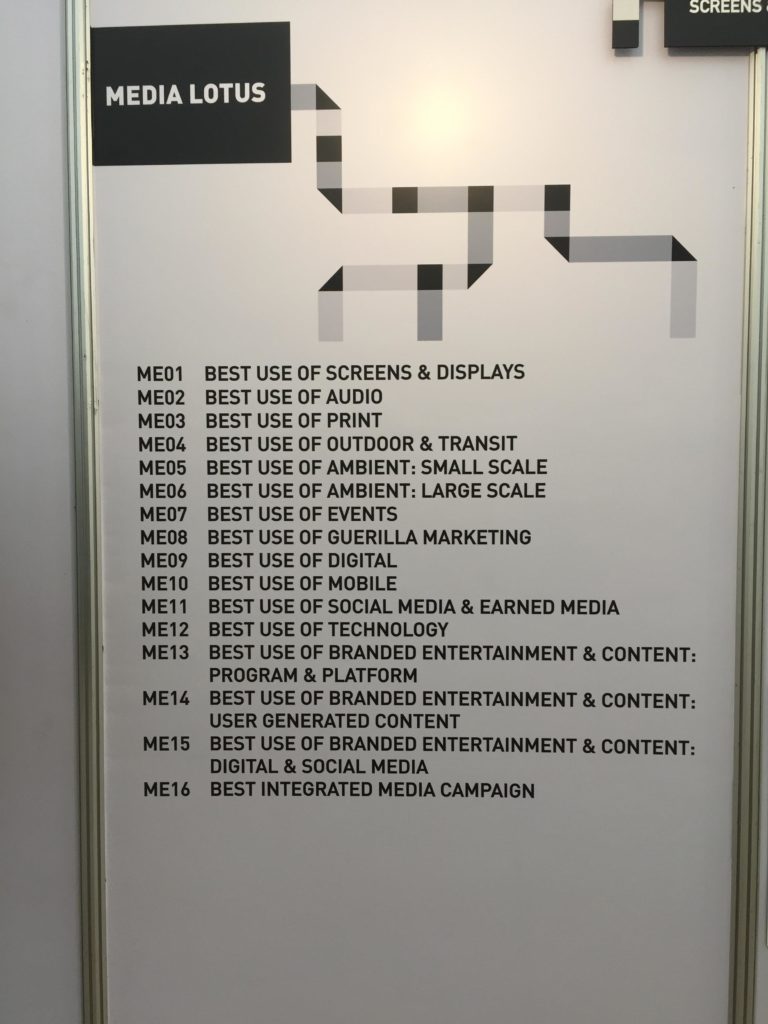 SCREENS &
MEDIA LOTUS
ME01 BEST USE OF SCREENS & DISPLAYS
ME02 BEST USE OF AUDIO
ME03 BEST USE OF PRINT
ME04 BEST USE OF OUTDOOR & TRANSIT
ME05 BEST USE OF AMBIENT: SMALL SCALE
ME06 BEST USE OF AMBIENT: LARGE SCALE
ME07 BEST USE OF EVENTS
ME08 BEST USE OF GUERILLA MARKETING
ME09 BEST USE OF DIGITAL
ME10 BEST USE OF MOBILE
ME11 BEST USE OF SOCIAL MEDIA & EARNED MEDIA
ME12 BEST USE OF TECHNOLOGY
ME13 BEST USE OF BRANDED ENTERTAINMENT & CONTENT:
PROGRAM & PLATFORM
ME14 BEST USE OF BRANDED ENTERTAINMENT & CONTENT:
USER GENERATED CONTENT
ME15 BEST USE OF BRANDED ENTERTAINMENT & CONTENT:
DIGITAL & SOCIAL MEDIA
ME16 BEST INTEGRATED MEDIA CAMPAIGN